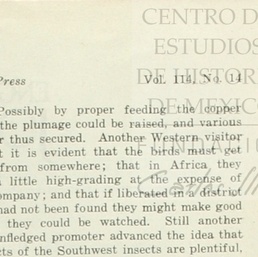 CENTRO D
ESTUDIOS
DE HISTOR
DE MEXICO
Press Vol. 114, No. 14
Possibly by proper feeding the copper
the plumage could be raised, and various
r thus secured. Another Western visitor
at it is evident that the birds must get
from somewhere; that in Africa they
a little high-grading at the expense of
ompany; and that if liberated in a district
had not been found they might make good
they could be watched. Still another
nfledged promoter advanced the idea that
cts of the Southwest insects are plentiful,